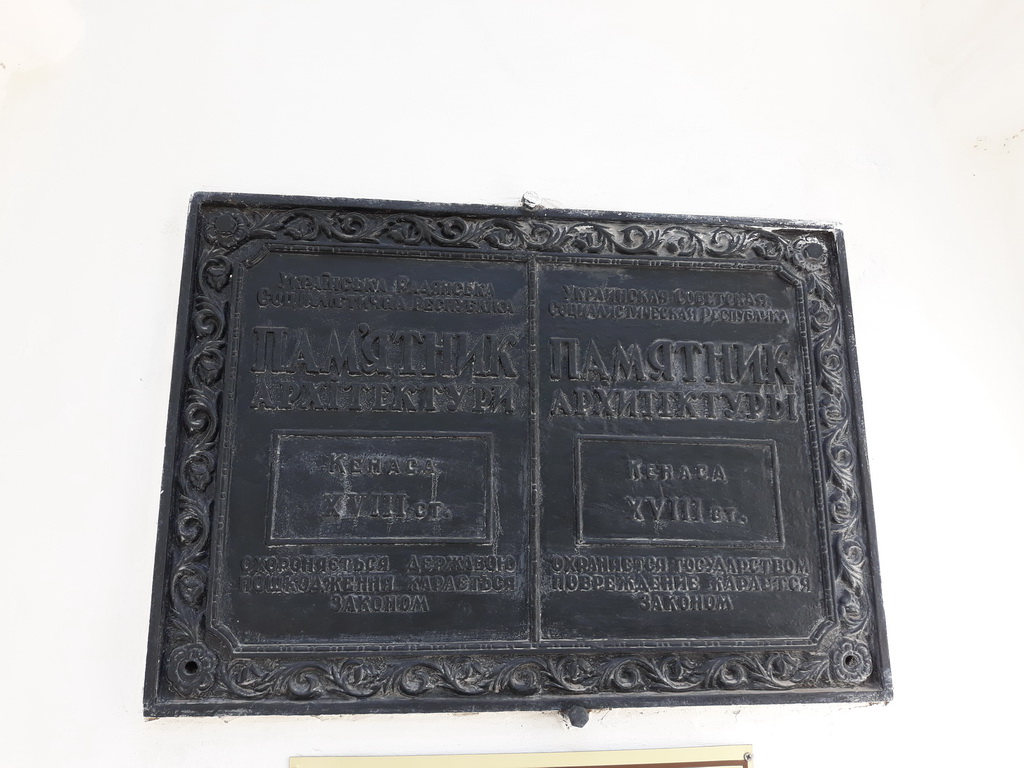 Українська Радянська
Соціалістична Республіка
ПАМ'ЯТНИК
АРХІТЕКТУРИ
Кенаса
XVIII ст.
ОХОРОНЯЄТЬСЯ ДЕРЖАВОЮ
ПОШКОДЖЕННЯ КАРАЄТЬСЯ
ЗАКОНОМ
Украинская Советская
Социалистическая Республика
ПАМЯТНИК
АРХИТЕКТУРЫ
Кенаса
XVIII в.
ОХРАНЯЕТСЯ ГОСУДАРСТВОМ
ПОВРЕЖДЕНИЕ КАРАЕТСЯ
ЗАКОНОМ